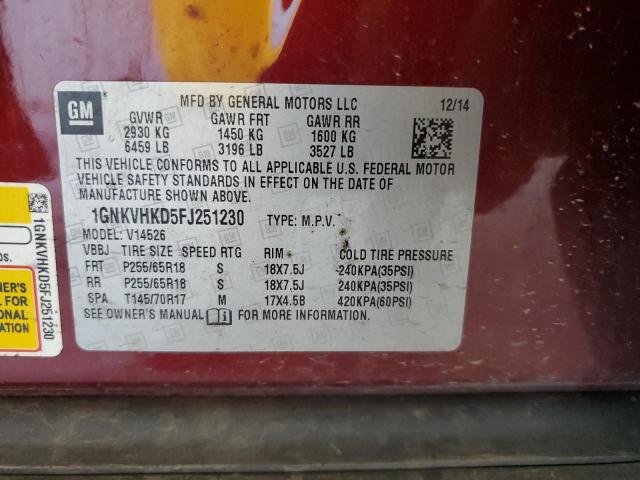 GM
MFD BY GENERAL MOTORS LLC 12/14
GVWR GAWR FRT GAWR RR
2930 KG 1450 KG 1600 KG
6459 LB 3196 LB 3527 LB
THIS VEHICLE CONFORMS TO ALL APPLICABLE U.S. FEDERAL MOTOR
VEHICLE SAFETY STANDARDS IN EFFECT ON THE DATE OF
MANUFACTURE SHOWN ABOVE.
1GNKVHKD5FJ251230 TYPE: M.P.V.
MODEL: V14526
VBBJ TIRE SIZE SPEED RTG RIM COLD TIRE PRESSURE
FRT P255/65R18 S 18X7.5J 240KPA(35PSI)
RR P255/65R18 S 18X7.5J 240KPA(35PSI)
SPA T145/70R17 M 17X4.5B 420KPA(60PSI)
SEE OWNER'S MANUAL FOR MORE INFORMATION.
1GNKVHKD5FJ251230
NER'S
L FOR
ONAL
TION